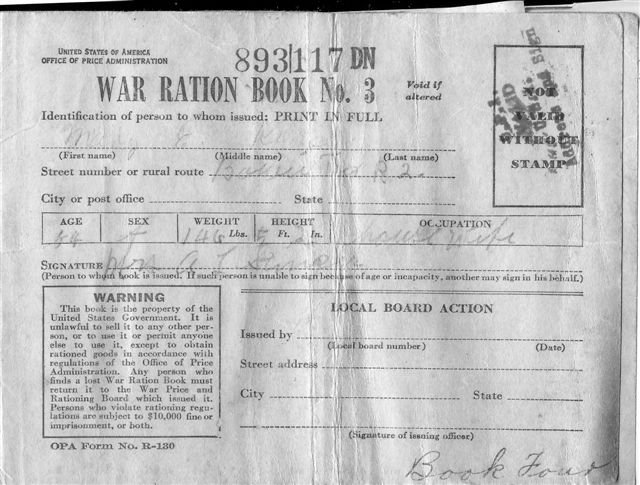 UNITED STATES OF AMERICA
OFFICE OF PRICE ADMINISTRATION
893117 DN
WAR RATION BOOK No. 3
Void if
altered
NOT
VALID
WITHOUT
STAMP
Identification of person to whom issued: PRINT IN FULL
(First name) (Middle name) (Last name)
Street number or rural route R 2.
City or post office State
AGE SEX WEIGHT HEIGHT OCCUPATION
146 Lbs. 5 Ft. In. House Wife
SIGNATURE
(Person to whom book is issued. If such person is unable to sign because of age or incapacity, another may sign in his behalf.)
WARNING
This book is the property of the
United States Government. It is
unlawful to sell it to any other per-
son, or to use it or permit anyone
else to use it, except to obtain
rationed goods in accordance with
regulations of the Office of Price
Administration. Any person who
finds a lost War Ration Book must
return it to the War Price and
Rationing Board which issued it.
Persons who violate rationing regu-
lations are subject to $10,000 fine or
imprisonment, or both.
LOCAL BOARD ACTION
Issued by
(Local board number) (Date)
Street address
City State
(Signature of issuing officer)
OPA Form No. R-130
Book Four